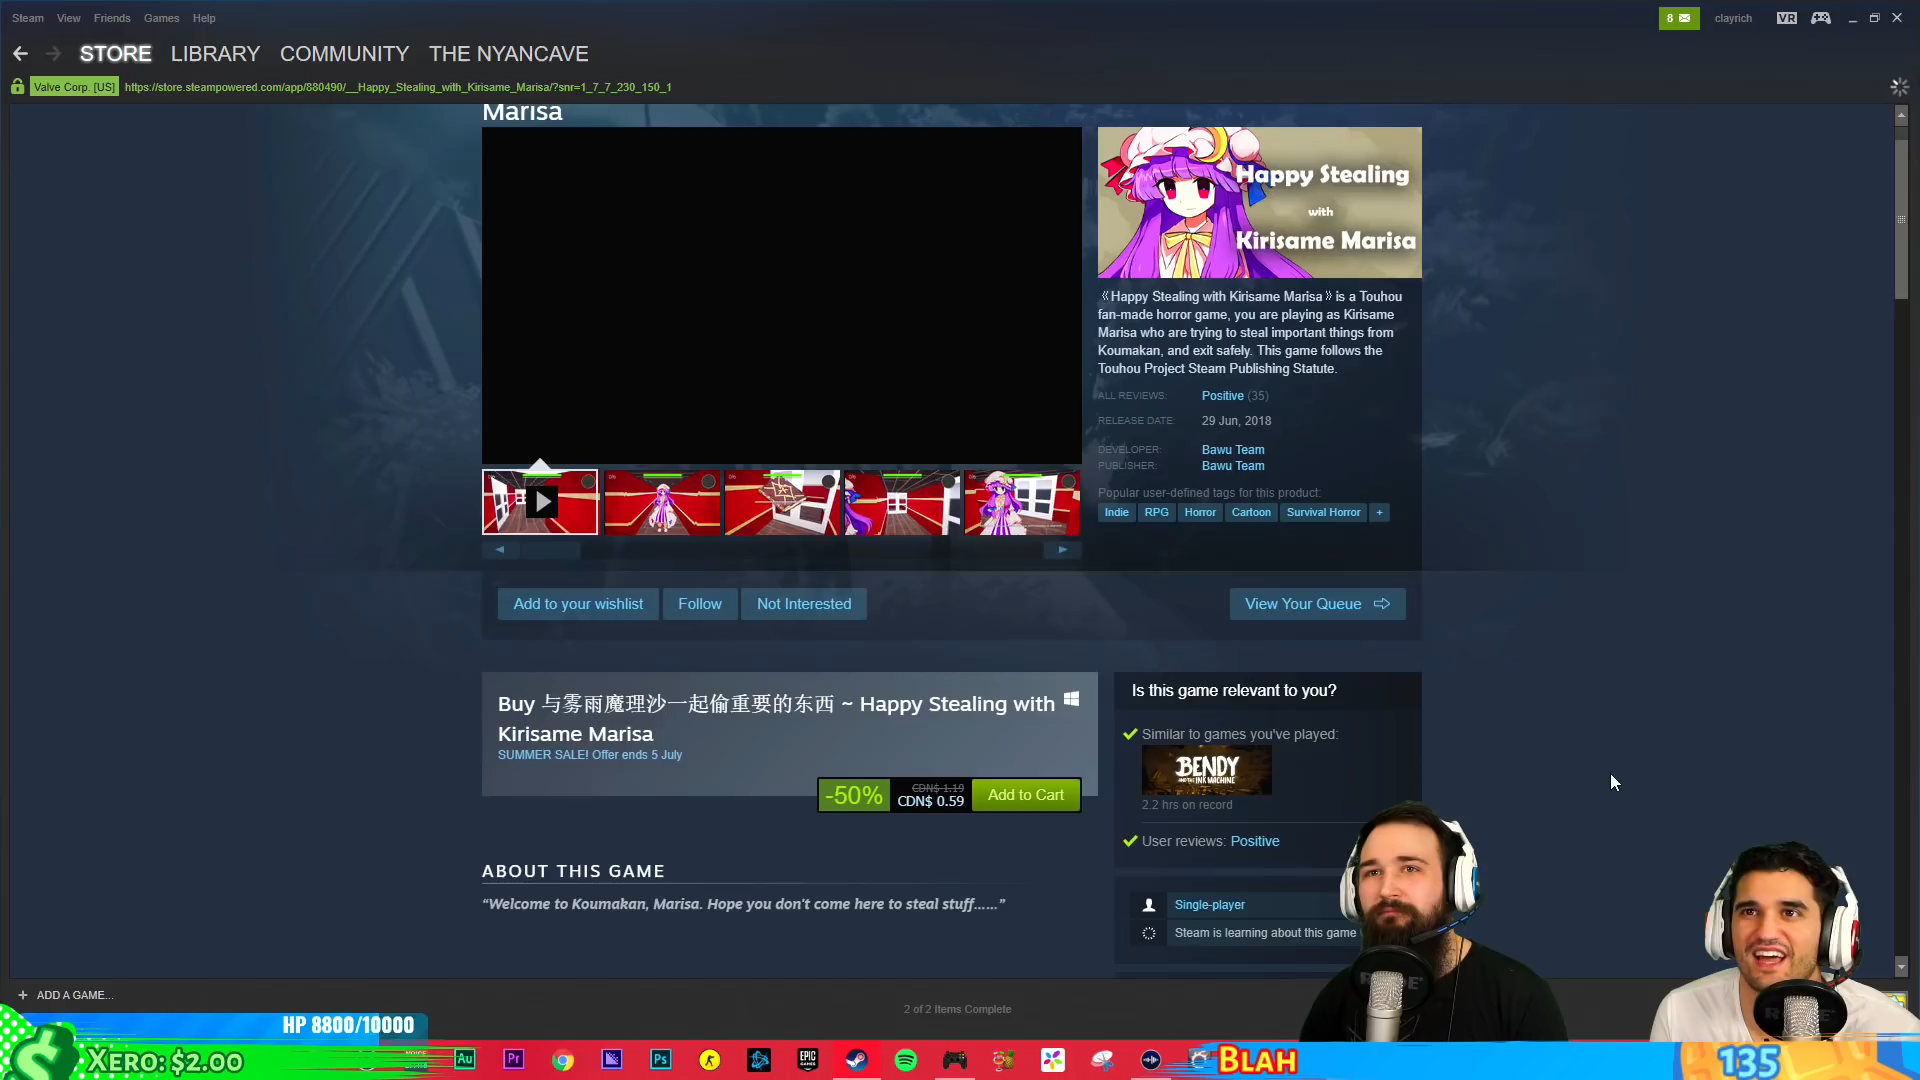 Steam View Friends Games Help
8
clayrich
VR
STORE LIBRARY COMMUNITY THE NYANCAVE
Valve Corp. [US] https://store.steampowered.com/app/880490/__Happy_Stealing_with_Kirisame_Marisa/?snr=1_7_7_230_150_1
Marisa
Happy Stealing
with
Kirisame Marisa
《Happy Stealing with Kirisame Marisa》 is a Touhou
fan-made horror game, you are playing as Kirisame
Marisa who are trying to steal important things from
Koumakan, and exit safely. This game follows the
Touhou Project Steam Publishing Statute.
ALL REVIEWS: Positive (35)
RELEASE DATE: 29 Jun, 2018
DEVELOPER: Bawu Team
PUBLISHER: Bawu Team
Popular user-defined tags for this product:
Indie RPG Horror Cartoon Survival Horror +
Add to your wishlist Follow Not Interested View Your Queue
Buy 与雾雨魔理沙一起偷重要的东西 ~ Happy Stealing with
Kirisame Marisa
SUMMER SALE! Offer ends 5 July
-50% CDN$ 1.19
CDN$ 0.59 Add to Cart
Is this game relevant to you?
Similar to games you've played:
BENDY
AND THE INK MACHINE
2.2 hrs on record
User reviews: Positive
ABOUT THIS GAME
“Welcome to Koumakan, Marisa. Hope you don't come here to steal stuff......”
Single-player
Steam is learning about this game
RØDE
+ ADD A GAME...
2 of 2 Items Complete
HP 8800/10000
XERO: $2.00
Au Pr Ps
EPIC
GAMES
BLAH
135